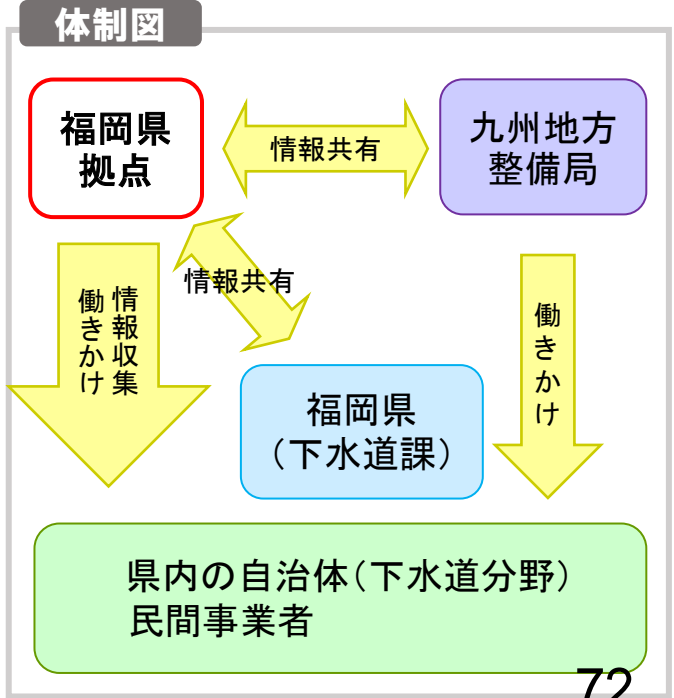 体制図
福岡県
拠点
情報共有
九州地方
整備局
情報収集
働きかけ
情報共有
働きかけ
福岡県
（下水道課）
県内の自治体（下水道分野）
民間事業者
72